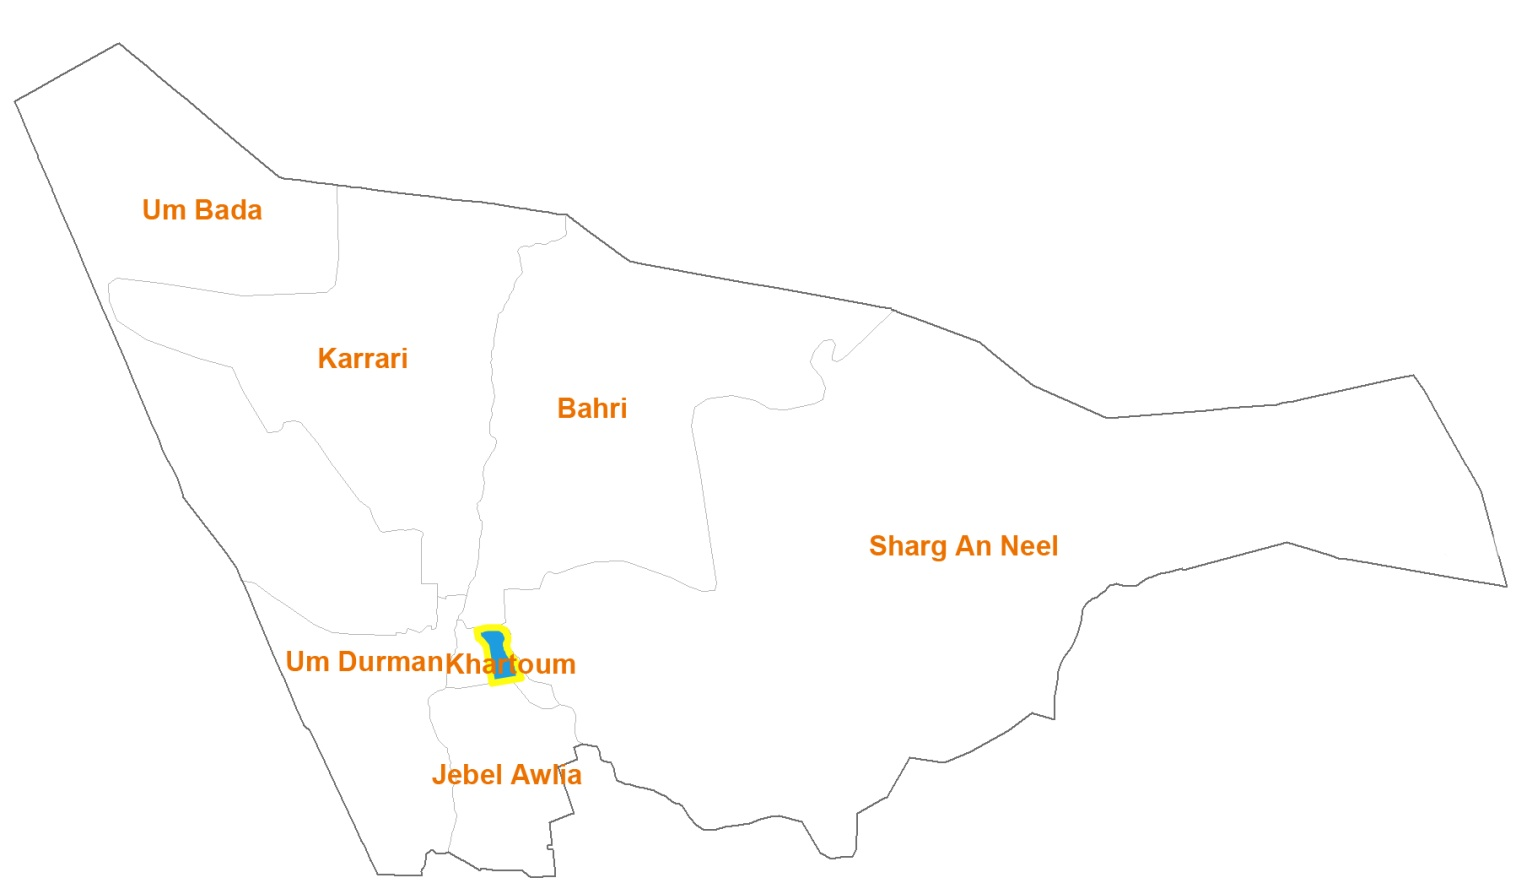 Um Bada
Karrari
Bahri
Sharg An Neel
Um Durman
Khartoum
Jebel Awlia